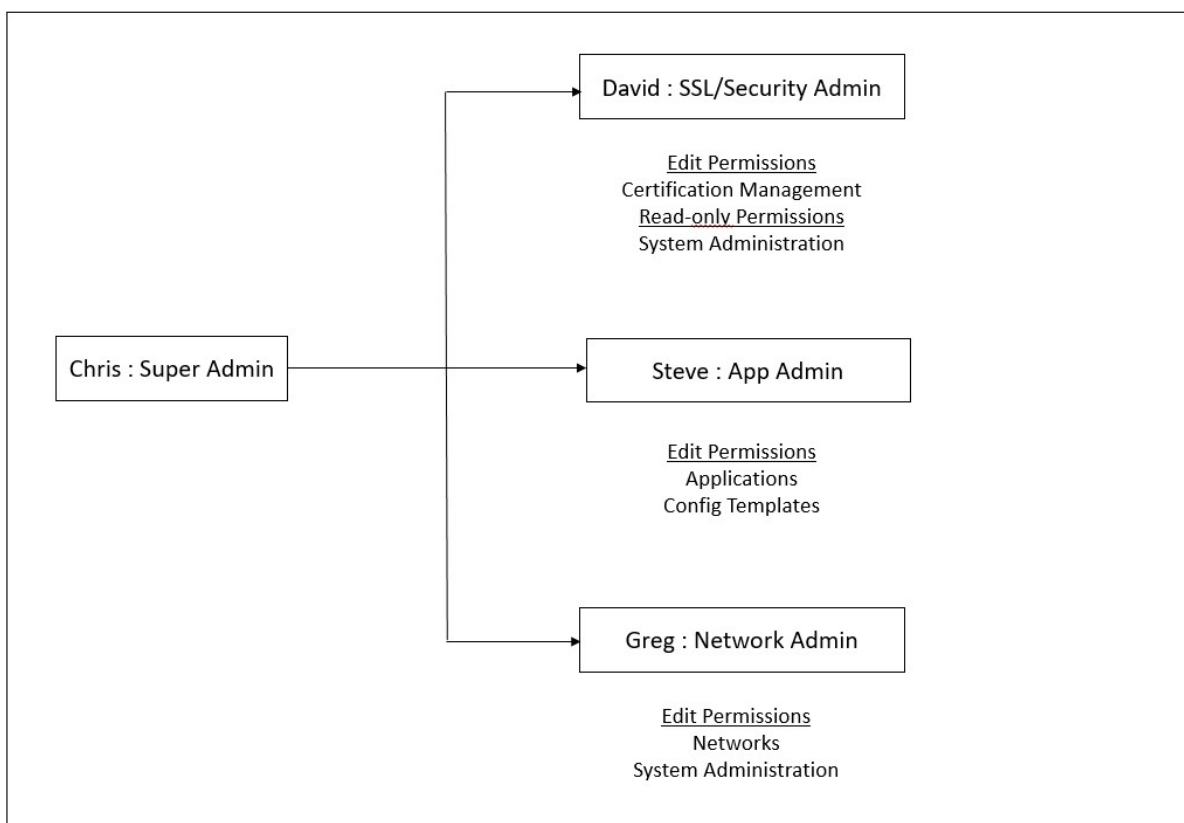 David : SSL/Security Admin
Edit Permissions
Certification Management
Read-only Permissions
System Administration
Chris : Super Admin
Steve : App Admin
Edit Permissions
Applications
Config Templates
Greg : Network Admin
Edit Permissions
Networks
System Administration